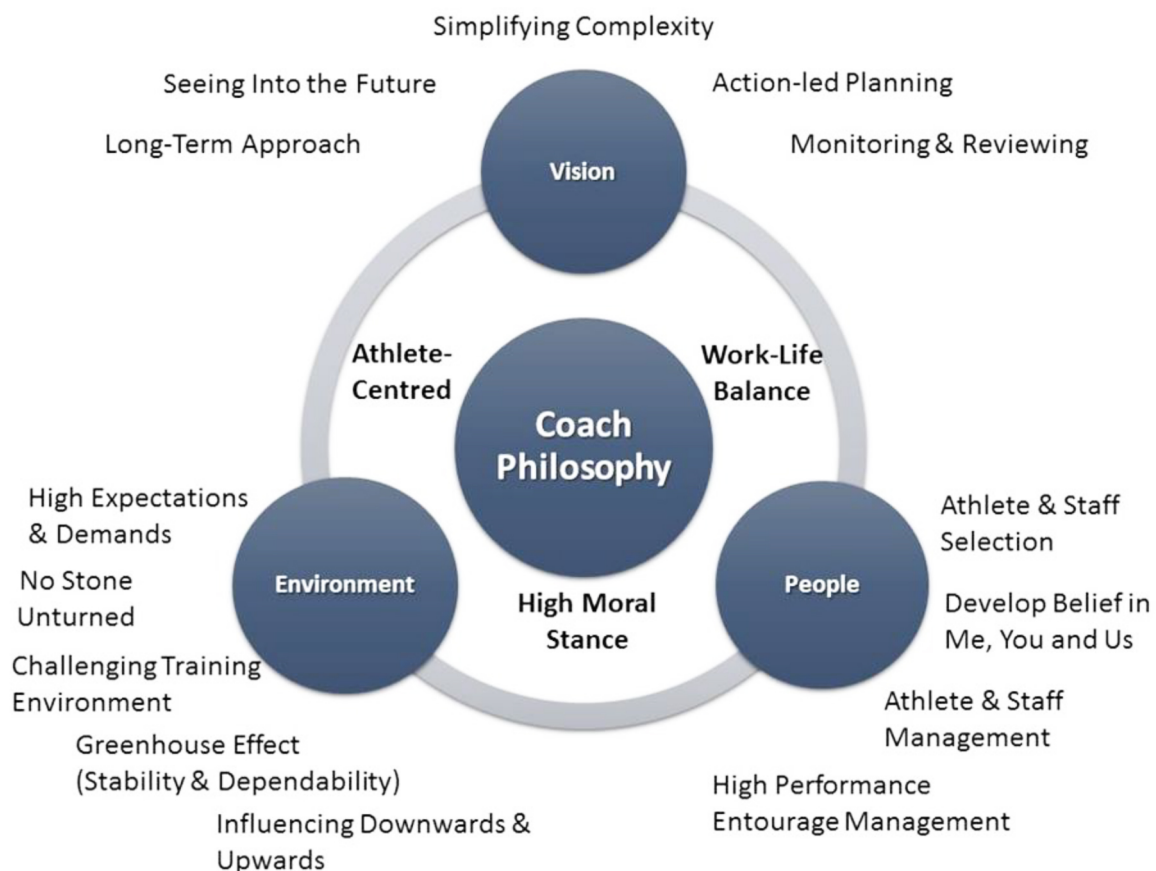 Simplifying Complexity
Seeing Into the Future
Action-led Planning
Long-Term Approach
Monitoring & Reviewing
Vision
Athlete-
Centred
Work-Life
Balance
Coach
Philosophy
High Moral
Stance
Environment
High Expectations
& Demands
No Stone
Unturned
Challenging Training
Environment
Greenhouse Effect
(Stability & Dependability)
Influencing Downwards &
Upwards
People
Athlete & Staff
Selection
Develop Belief in
Me, You and Us
Athlete & Staff
Management
High Performance
Entourage Management